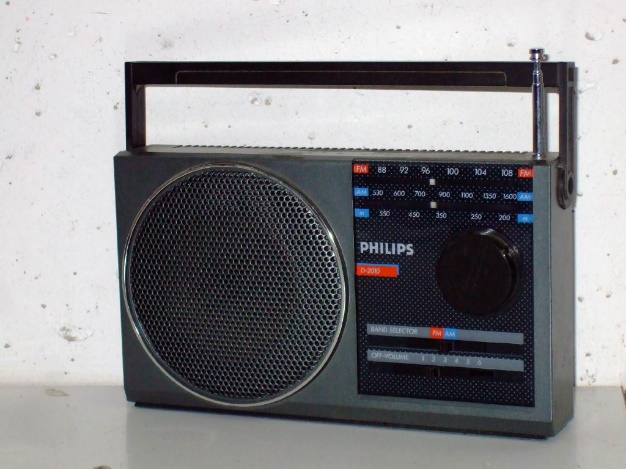 FM 88 92 96 100 104 108 FM
AM 530 600 700 900 1100 1350 1600 AM
m 550 450 350 250 200 m
PHILIPS
D-2010
BAND SELECTOR FM AM
OFF-VOLUME 1 2 3 4 5 6